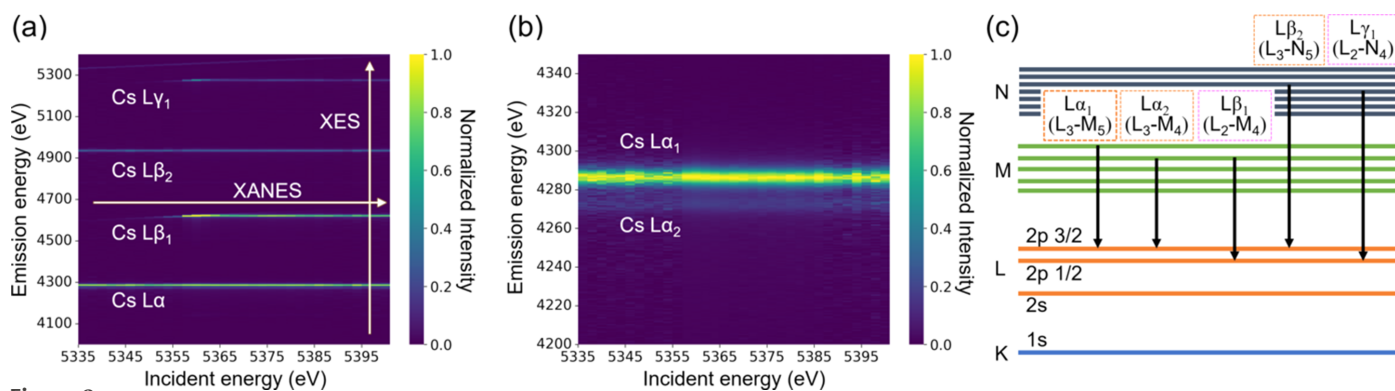 (a)
5300
5100
4900
4700
4500
4300
4100
Emission energy (eV)
5335
5345
5355
5365
5375
5385
5395
Incident energy (eV)
Cs Lγ₁
XES
Cs Lβ₂
XANES
Cs Lβ₁
Cs Lα
1.0
0.8
0.6
0.4
0.2
0.0
Normalized Intensity
(b)
4340
4320
4300
4280
4260
4240
4220
4200
Emission energy (eV)
5335
5345
5355
5365
5375
5385
5395
Incident energy (eV)
Cs Lα₁
Cs Lα₂
1.0
0.8
0.6
0.4
0.2
0.0
Normalized Intensity
(c)
Lβ₂
(L₃-N₅)
Lγ₁
(L₂-N₄)
N
Lα₁
(L₃-M₅)
Lα₂
(L₃-M₄)
Lβ₁
(L₂-M₄)
M
2p 3/2
L
2p 1/2
2s
1s
K